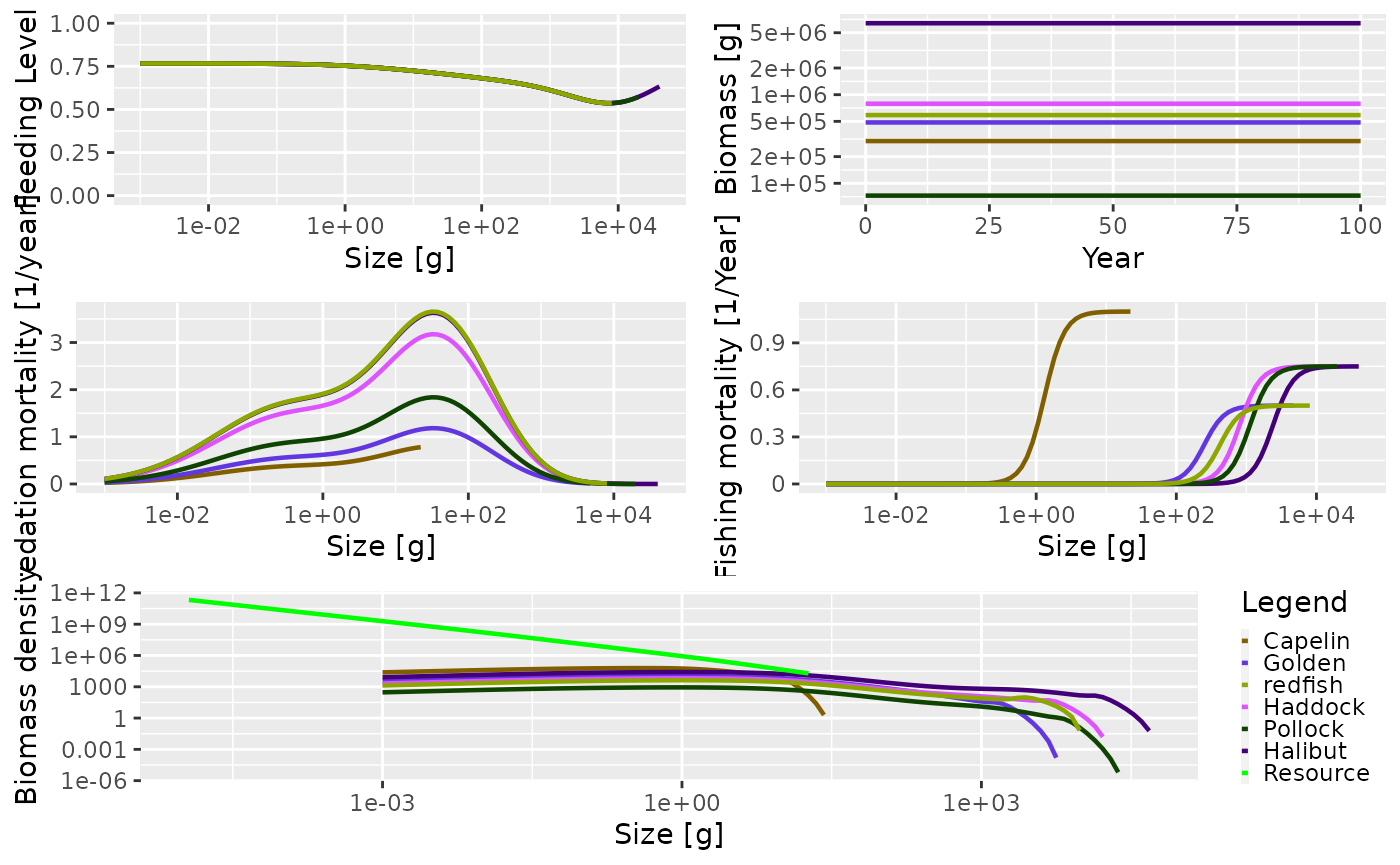 Feeding Level
1.00
0.75
0.50
0.25
0.00
1e-02 1e+00 1e+02 1e+04
Size [g]
Biomass [g]
5e+06
2e+06
1e+06
5e+05
2e+05
1e+05
0 25 50 75 100
Year
mortality [1/year]
3
2
1
0
1e-02 1e+00 1e+02 1e+04
Size [g]
Fishing mortality [1/Year]
0.9
0.6
0.3
0
1e-02 1e+00 1e+02 1e+04
Size [g]
Biomass density
1e+12
1e+09
1e+06
1000
1
0.001
1e-06
1e-03 1e+00 1e+03
Size [g]
Legend
Capelin
Golden
redfish
Haddock
Pollock
Halibut
Resource